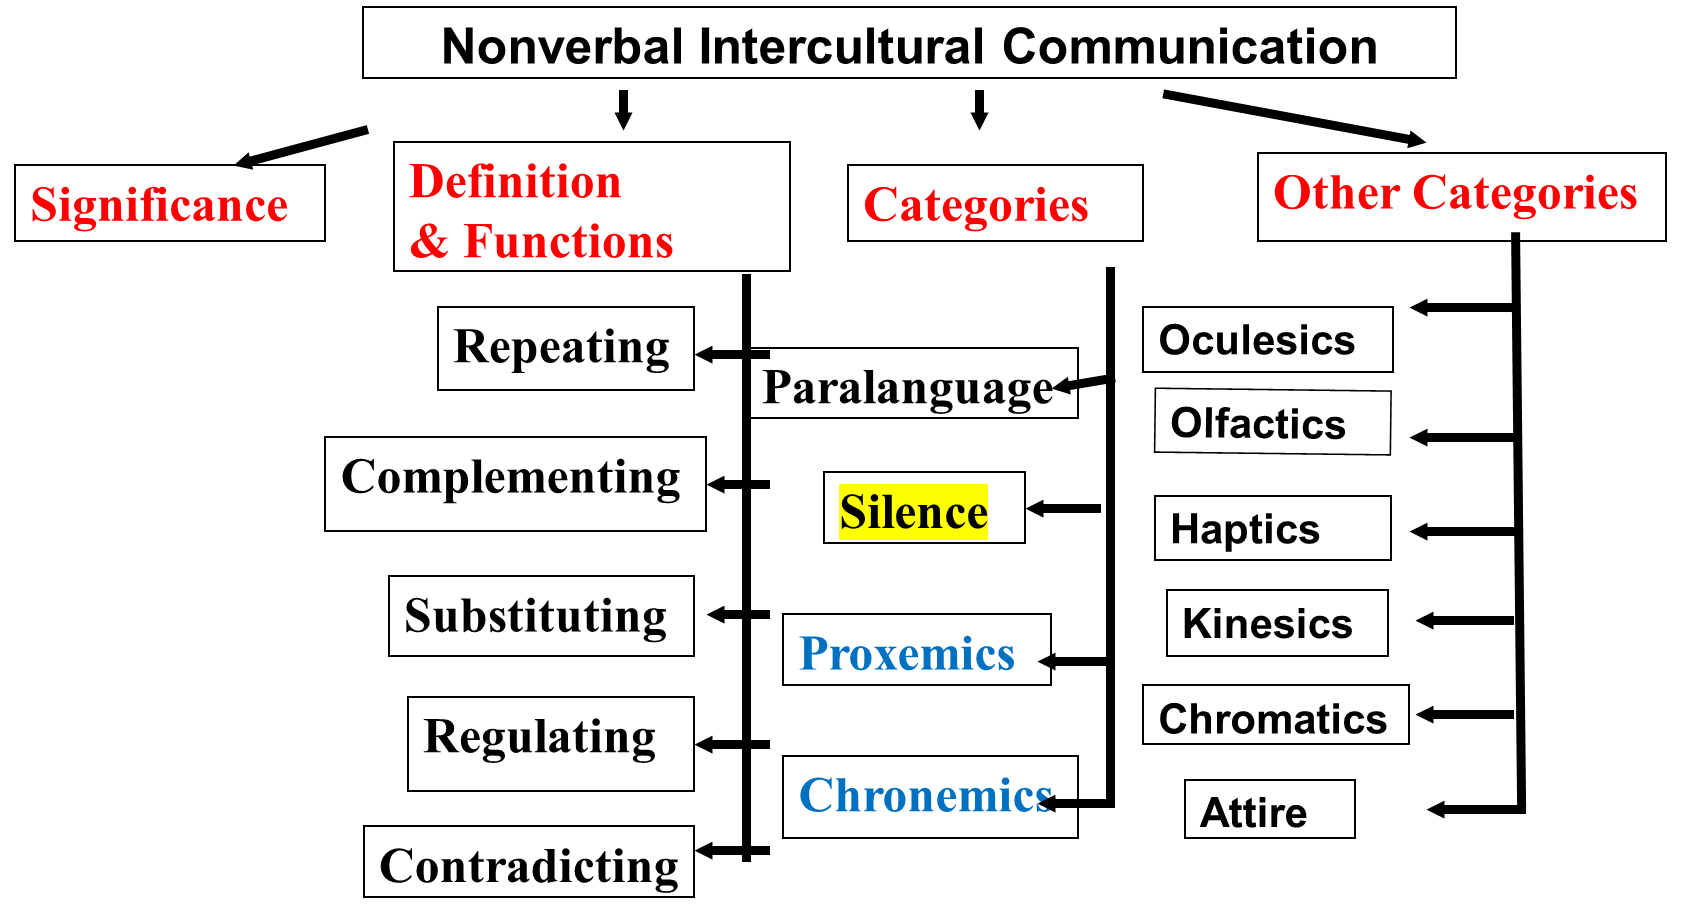 Nonverbal Intercultural Communication
Significance
Definition
& Functions
Categories
Other Categories
Repeating
Complementing
Substituting
Regulating
Contradicting
Paralanguage
Silence
Proxemics
Chronemics
Oculesics
Olfactics
Haptics
Kinesics
Chromatics
Attire